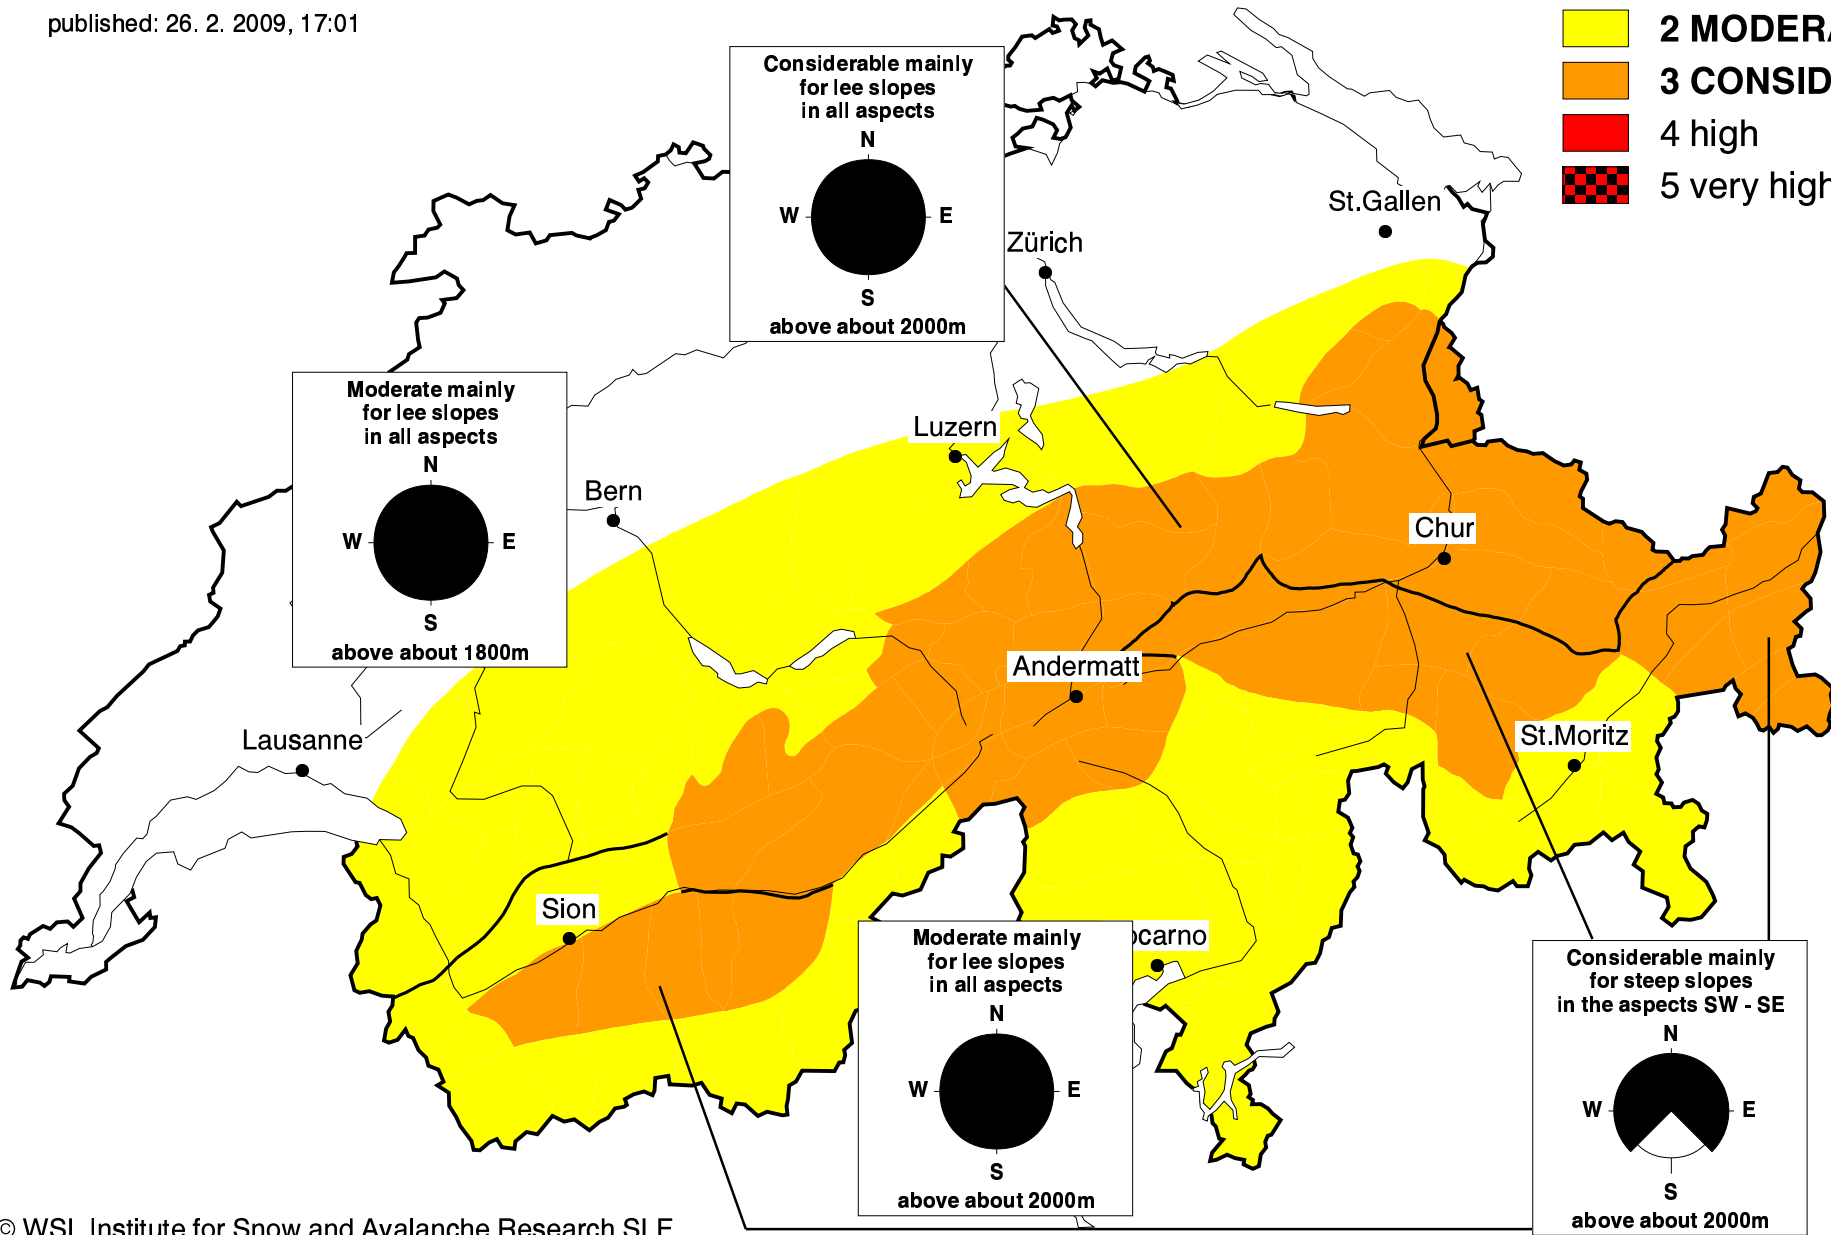 published: 26. 2. 2009, 17:01
2 MODERA
3 CONSID
4 high
5 very high
Considerable mainly
for lee slopes
in all aspects
N
W E
S
above about 2000m
St.Gallen
Zürich
Moderate mainly
for lee slopes
in all aspects
N
W E
S
above about 1800m
Luzern
Bern
Chur
Andermatt
Lausanne
St.Moritz
Sion
ocarno
Moderate mainly
for lee slopes
in all aspects
N
W E
S
above about 2000m
Considerable mainly
for steep slopes
in the aspects SW - SE
N
W E
S
above about 2000m
© WSL Institute for Snow and Avalanche Research SLF